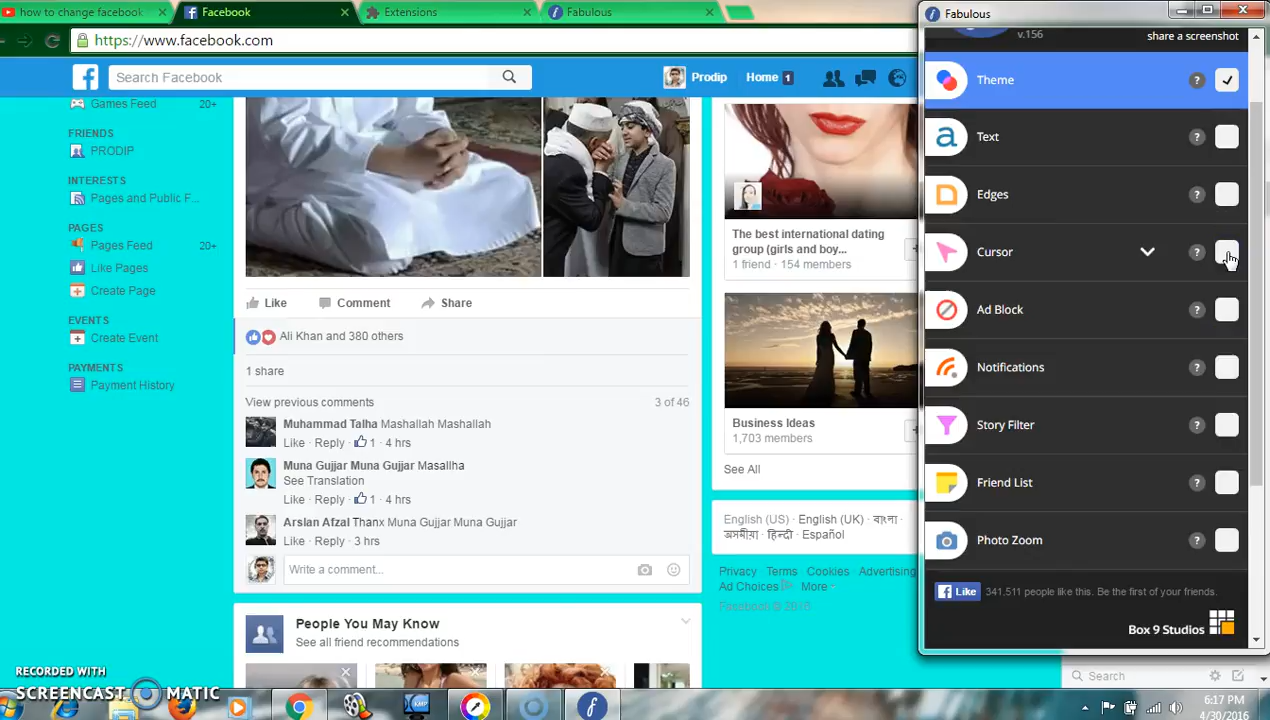 how to change facebook
Facebook
Extensions
Fabulous
Fabulous
https://www.facebook.com
v.156
share a screenshot
Search Facebook
Prodip
Home 1
Games Feed
20+
FRIENDS
PRODIP
INTERESTS
Pages and Public F...
PAGES
Pages Feed
20+
Like Pages
Create Page
EVENTS
Create Event
PAYMENTS
Payment History
Like
Comment
Share
Ali Khan and 380 others
1 share
View previous comments
3 of 46
Muhammad Talha Mashallah Mashallah
Like · Reply · 1 · 4 hrs
Muna Gujjar Muna Gujjar Masallha
See Translation
Like · Reply · 1 · 4 hrs
Arslan Afzal Thanx Muna Gujjar Muna Gujjar
Like · Reply · 3 hrs
Write a comment...
People You May Know
See all friend recommendations
The best international dating
group (girls and boy...
1 friend · 154 members
Business Ideas
1,703 members
See All
English (US) · English (UK) · বাংলা ·
অসমীয়া · हिन्दी · Español
Privacy Terms Cookies Advertising
Ad Choices More
Facebook © 2016
Theme
?
Text
?
Edges
?
Cursor
?
Ad Block
?
Notifications
?
Story Filter
?
Friend List
?
Photo Zoom
?
Like
341.511 people like this. Be the first of your friends.
Box 9 Studios
Search
RECORDED WITH
SCREENCAST MATIC
6:17 PM
4/30/2016